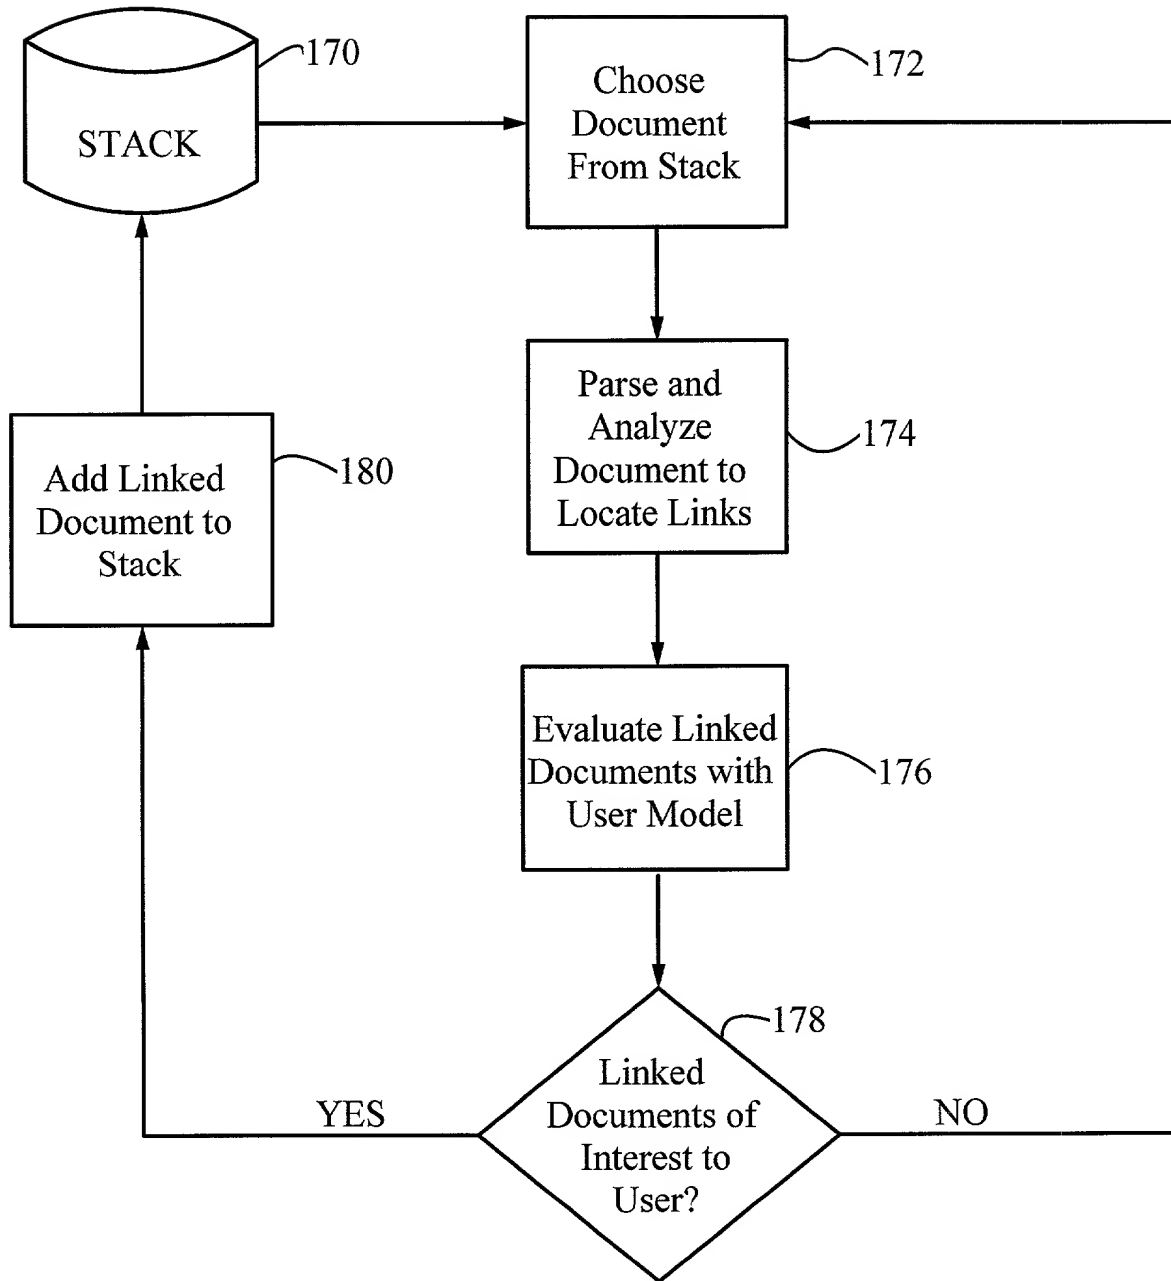 170
STACK
172
Choose
Document
From Stack
174
Parse and
Analyze
Document to
Locate Links
180
Add Linked
Document to
Stack
176
Evaluate Linked
Documents with
User Model
178
Linked
Documents of
Interest to
User?
YES
NO